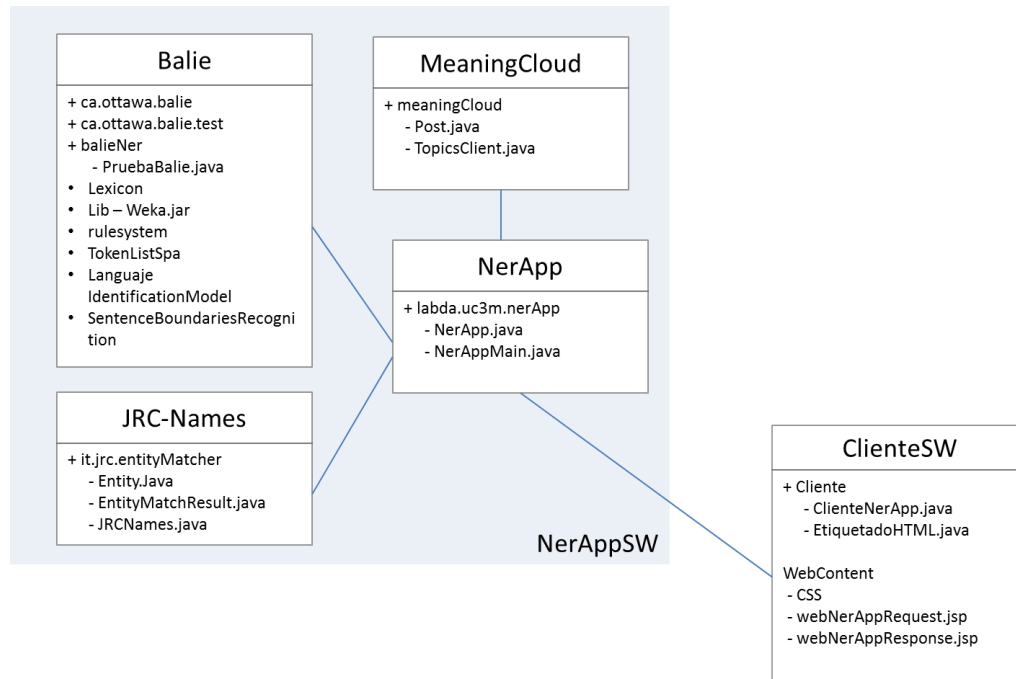 Balie
+ ca.ottawa.balie
+ ca.ottawa.balie.test
+ balieNer
- PruebaBalie.java
• Lexicon
• Lib – Weka.jar
• rulesystem
• TokenListSpa
• Languaje
IdentificationModel
• SentenceBoundariesRecogni
tion
MeaningCloud
+ meaningCloud
- Post.java
- TopicsClient.java
NerApp
+ labda.uc3m.nerApp
- NerApp.java
- NerAppMain.java
JRC-Names
+ it.jrc.entityMatcher
- Entity.Java
- EntityMatchResult.java
- JRCNames.java
NerAppSW
ClienteSW
+ Cliente
- ClienteNerApp.java
- EtiquetadoHTML.java
WebContent
- CSS
- webNerAppRequest.jsp
- webNerAppResponse.jsp